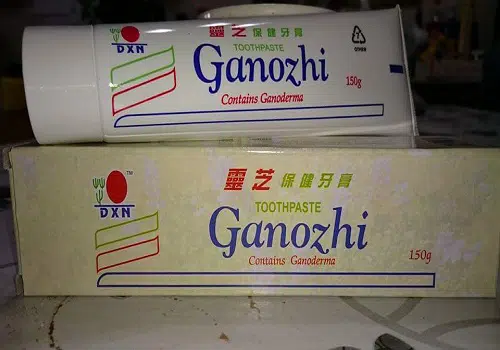 靈芝 保健牙膏
DXN
TOOTHPASTE
Ganozhi
150g
Contains Ganoderma
靈芝 保健牙膏
TM
DXN
TOOTHPASTE
Ganozhi
150g
Contains Ganoderma